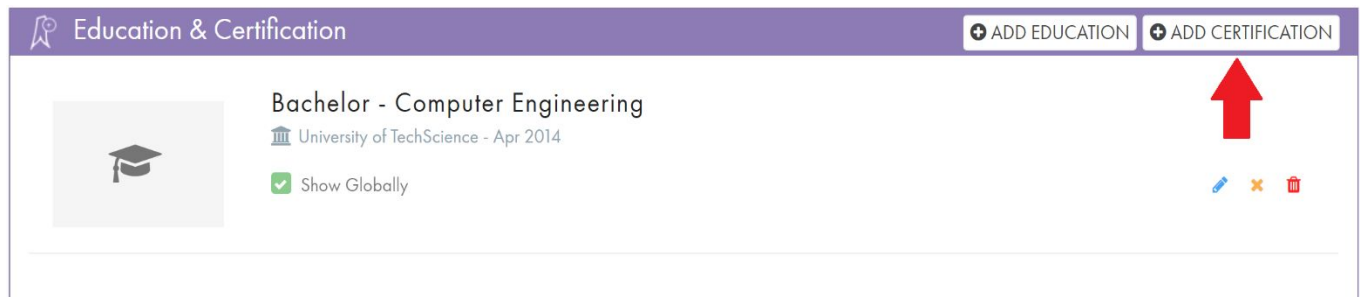 Education & Certification
ADD EDUCATION
ADD CERTIFICATION
Bachelor - Computer Engineering
University of TechScience - Apr 2014
Show Globally